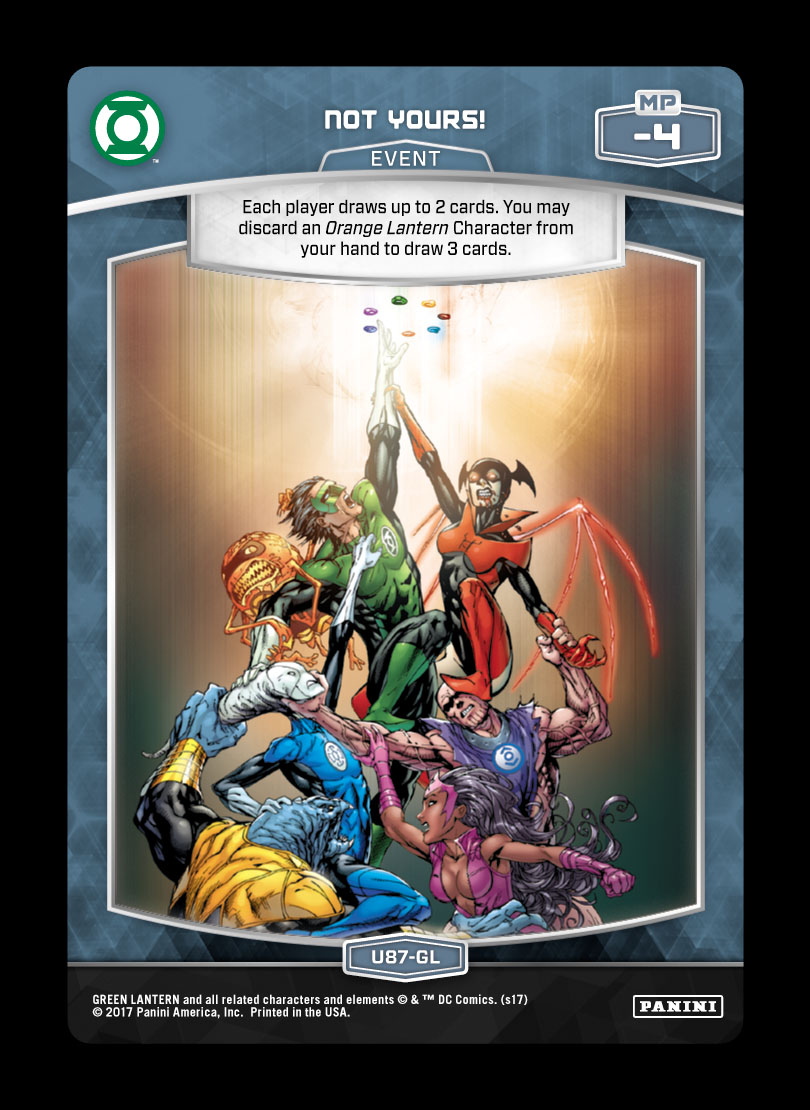 NOT YOURS!
MP
-4
EVENT
Each player draws up to 2 cards. You may
discard an Orange Lantern Character from
your hand to draw 3 cards.
U87-GL
GREEN LANTERN and all related characters and elements © & ™ DC Comics. (s17)
© 2017 Panini America, Inc. Printed in the USA.
PANINI
™